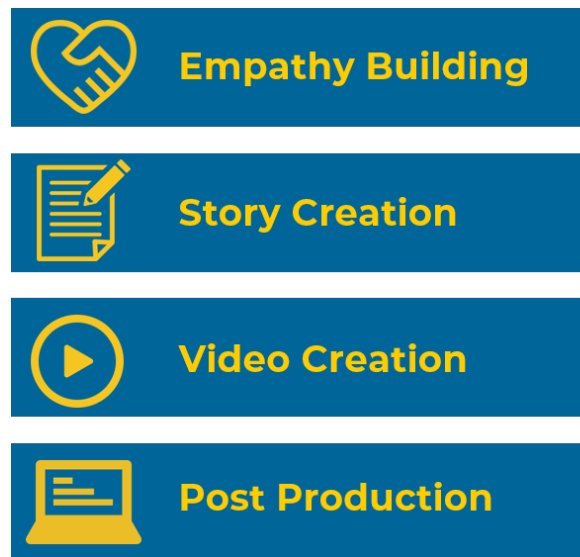 Empathy Building
Story Creation
Video Creation
Post Production